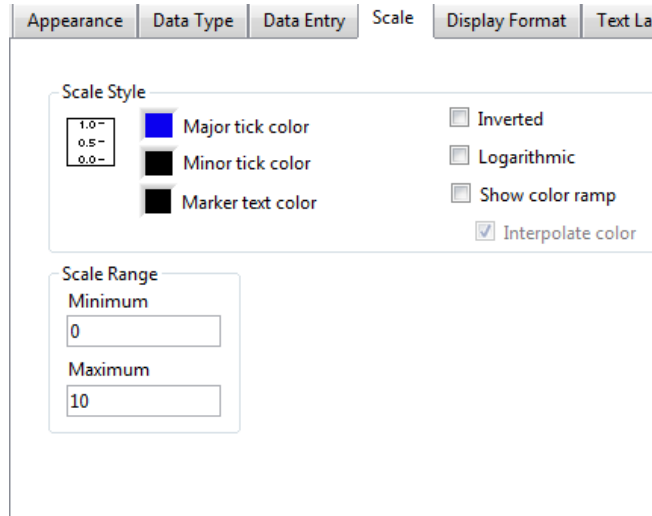 Appearance Data Type Data Entry Scale Display Format Text La
Scale Style
1.0
0.5
0.0
Major tick color
Minor tick color
Marker text color
Inverted
Logarithmic
Show color ramp
Interpolate color
Scale Range
Minimum
0
Maximum
10